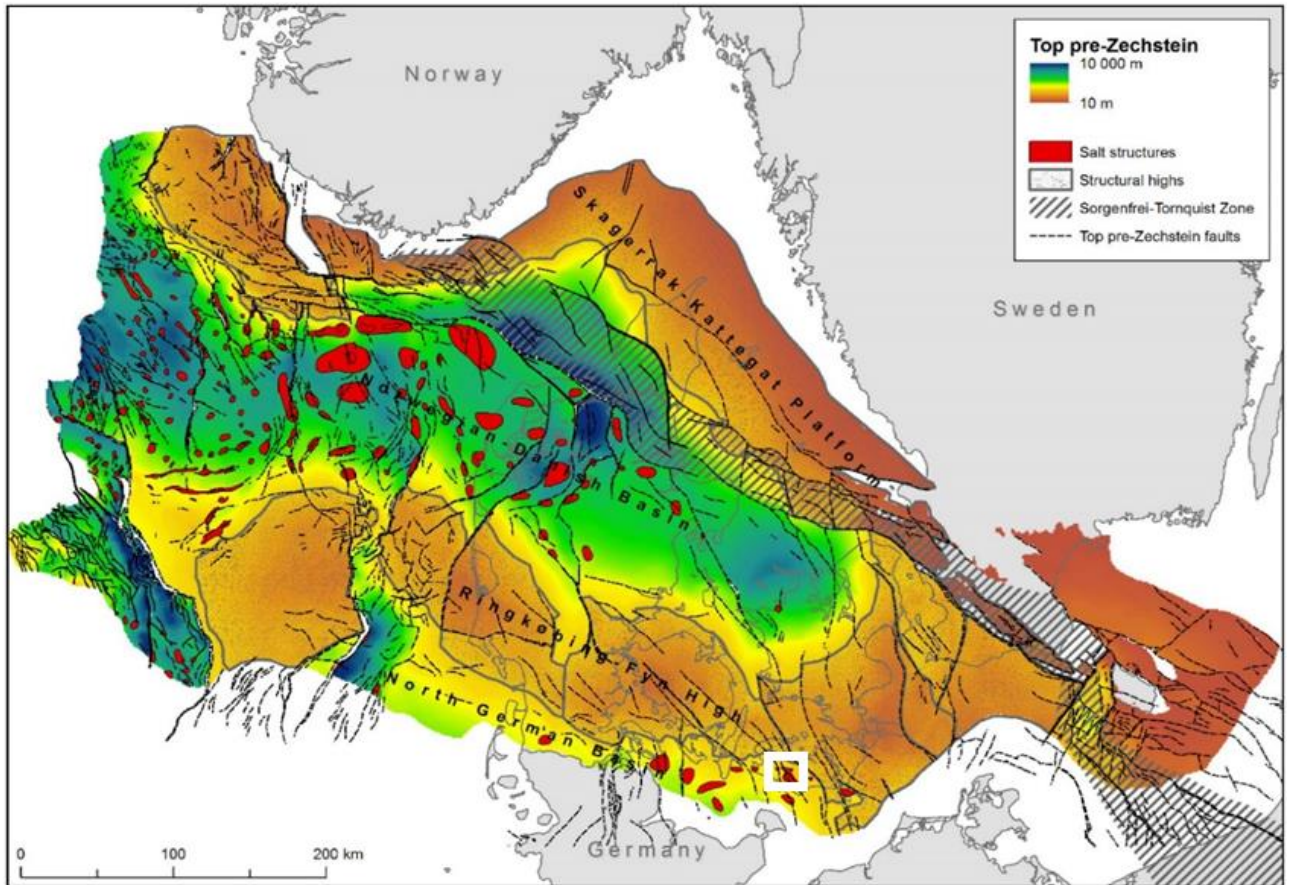 Norway
Top pre-Zechstein
10 000 m
10 m
Salt structures
Structural highs
Sorgenfrei-Tornquist Zone
Top pre-Zechstein faults
Skagerrak-Kattegat Platform
Sweden
Norwegian Danish Basin
Ringkøbing Fyn High
North German Basin
0 100 200 km
Germany